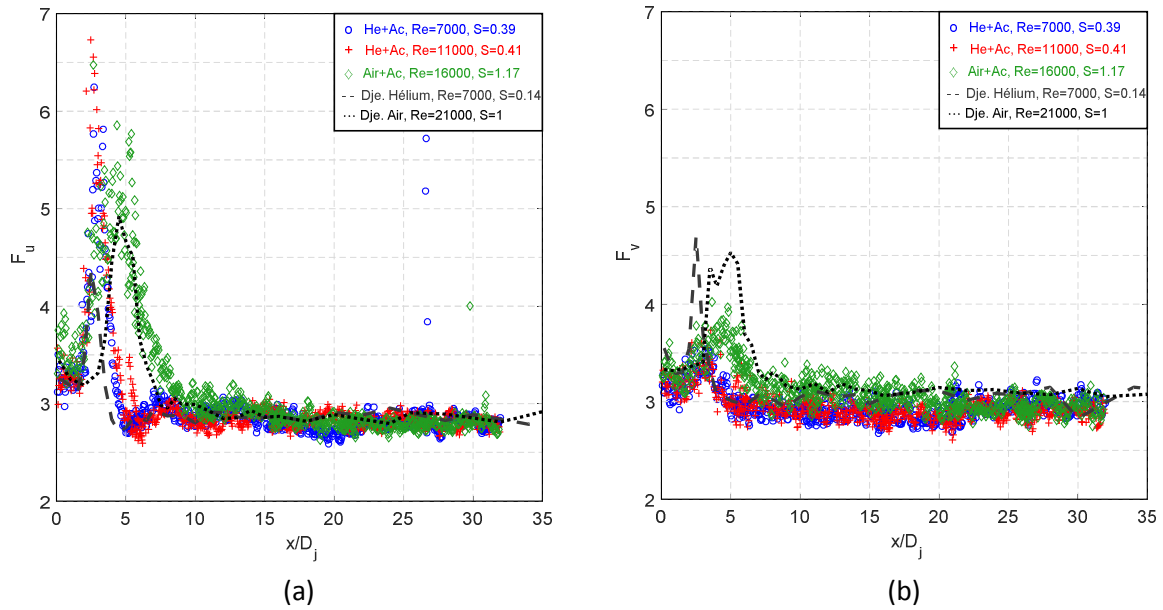 He+Ac, Re=7000, S=0.39
He+Ac, Re=11000, S=0.41
Air+Ac, Re=16000, S=1.17
Dje. Hélium, Re=7000, S=0.14
Dje. Air, Re=21000, S=1
7
6
5
4
3
2
F_u
0 5 10 15 20 25 30 35
x/D_j
(a)
He+Ac, Re=7000, S=0.39
He+Ac, Re=11000, S=0.41
Air+Ac, Re=16000, S=1.17
Dje. Hélium, Re=7000, S=0.14
Dje. Air, Re=21000, S=1
7
6
5
4
3
2
F_v
0 5 10 15 20 25 30 35
x/D_j
(b)